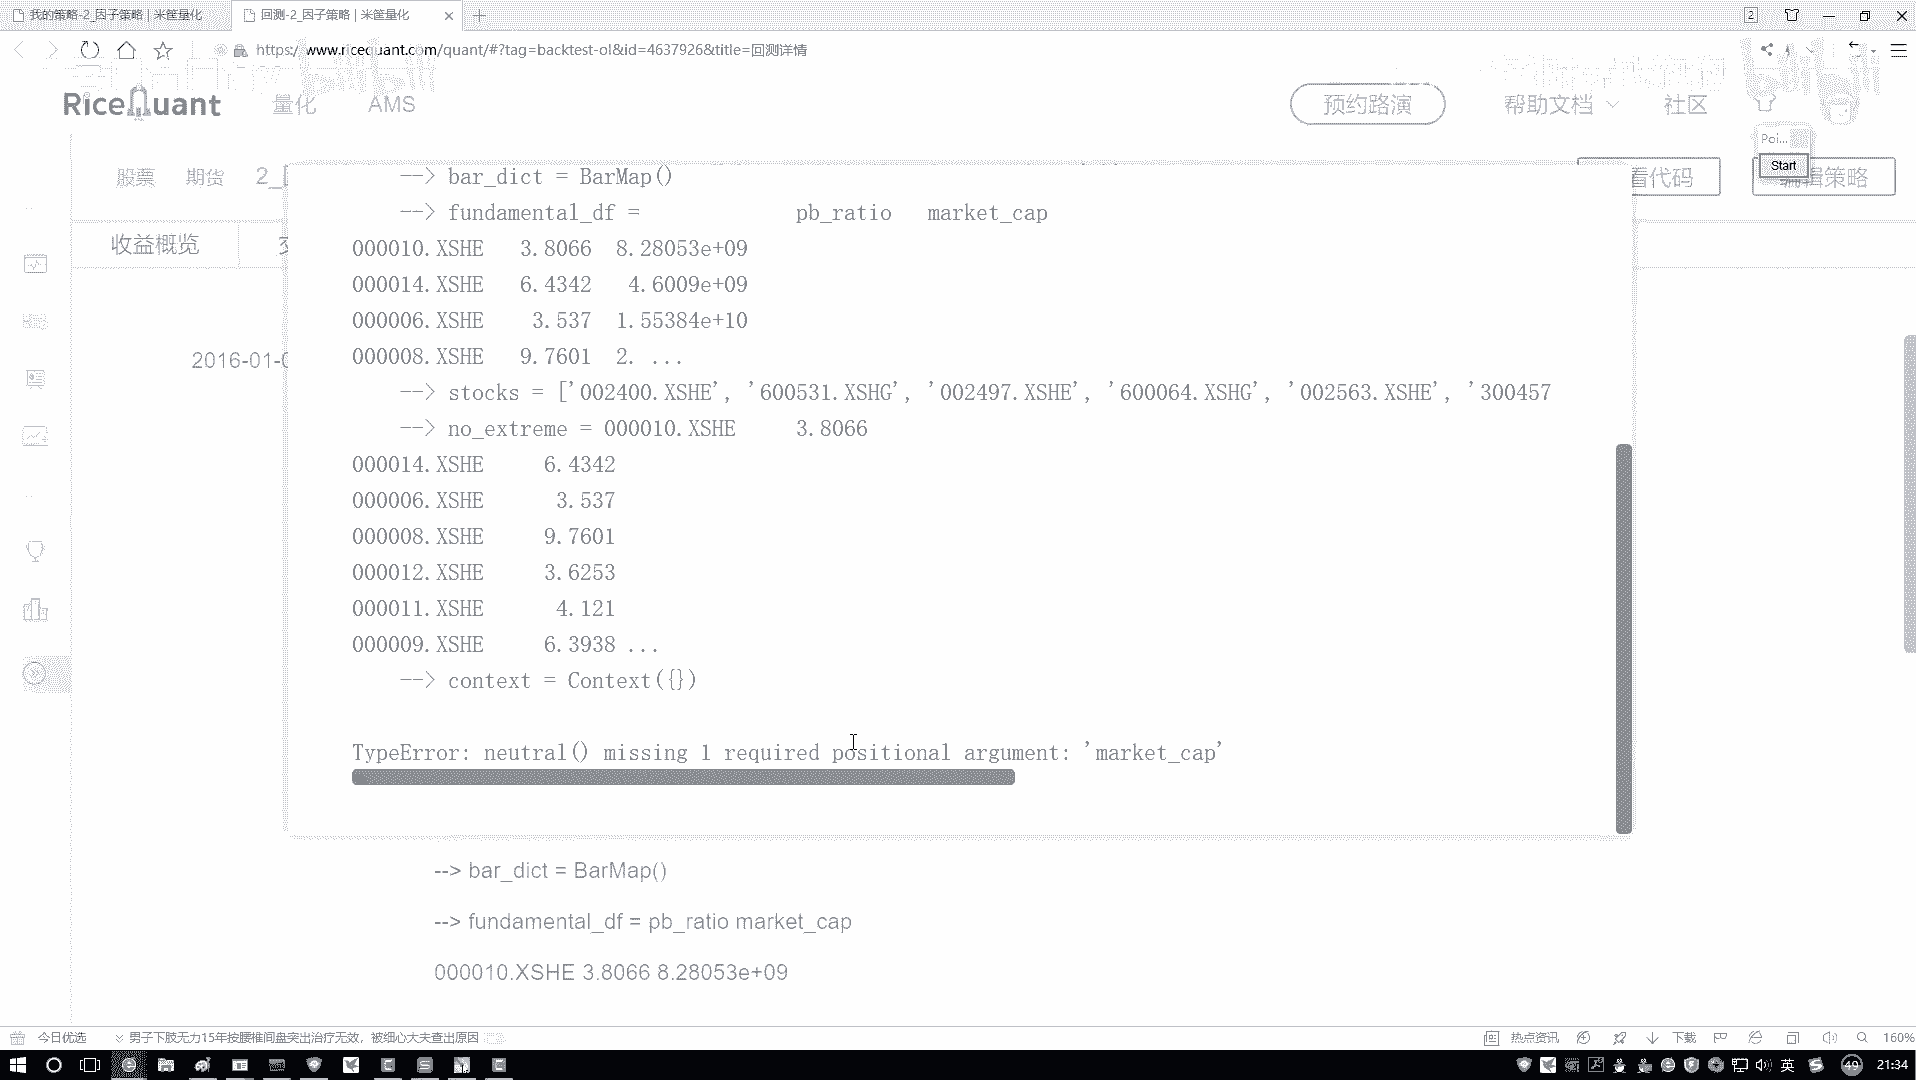 我的策略-2_因子策略 | 米筐量化
回测-2_因子策略 | 米筐量化
2
https://www.ricequant.com/quant/#?tag=backtest-ol&id=4637926&title=回测详情
RiceQuant
量化
AMS
预约路演
帮助文档
社区
Poi...
Start
股票
期货
2_
看代码
编辑策略
收益概览
2016-01-0
--> bar_dict = BarMap()
--> fundamental_df = pb_ratio market_cap
000010.XSHE 3.8066 8.28053e+09
000014.XSHE 6.4342 4.6009e+09
000006.XSHE 3.537 1.55384e+10
000008.XSHE 9.7601 2. ...
--> stocks = ['002400.XSHE', '600531.XSHG', '002497.XSHE', '600064.XSHG', '002563.XSHE', '300457
--> no_extreme = 000010.XSHE 3.8066
000014.XSHE 6.4342
000006.XSHE 3.537
000008.XSHE 9.7601
000012.XSHE 3.6253
000011.XSHE 4.121
000009.XSHE 6.3938 ...
--> context = Context({})
TypeError: neutral() missing 1 required positional argument: 'market_cap'
--> bar_dict = BarMap()
--> fundamental_df = pb_ratio market_cap
000010.XSHE 3.8066 8.28053e+09
今日优选
男子下肢无力15年按腰椎间盘突出治疗无效，被细心大夫查出原因
热点资讯
下载
160%
英
49
21:34